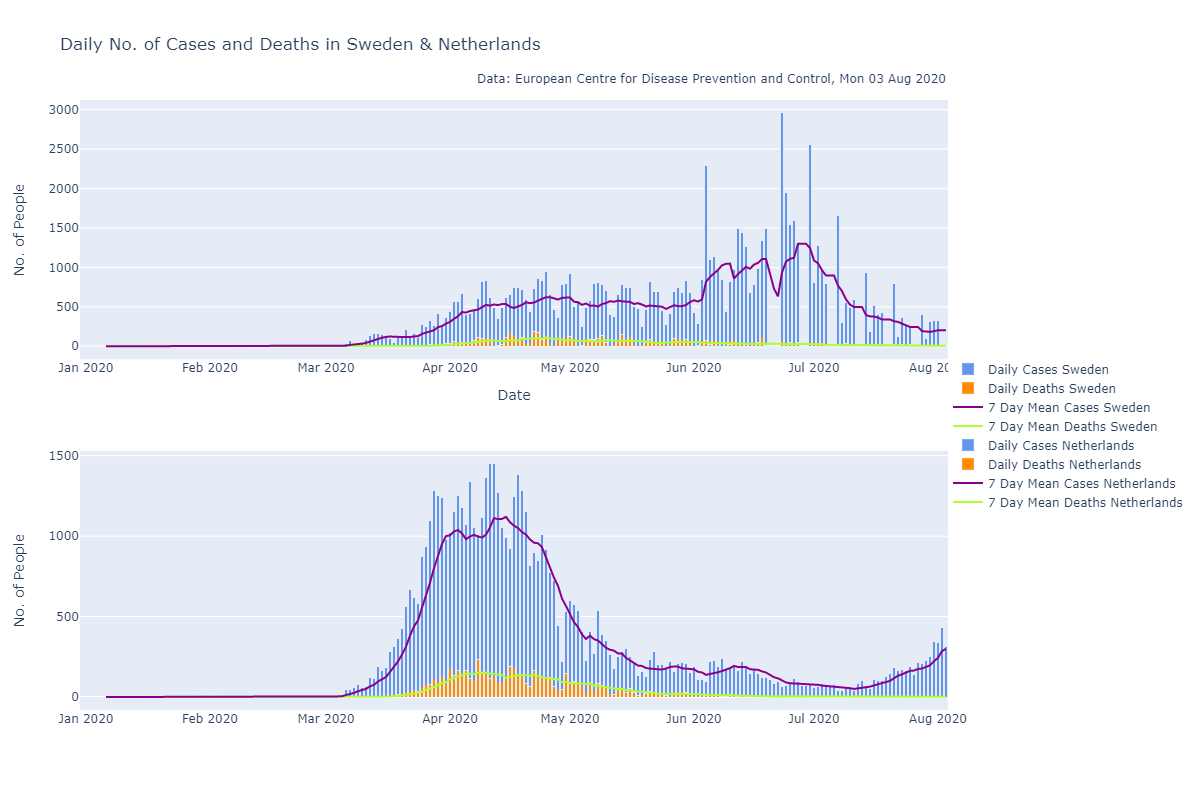 Daily No. of Cases and Deaths in Sweden & Netherlands
Data: European Centre for Disease Prevention and Control, Mon 03 Aug 2020
No. of People
3000
2500
2000
1500
1000
500
0
Jan 2020 Feb 2020 Mar 2020 Apr 2020 May 2020 Jun 2020 Jul 2020 Aug 20
Date
Daily Cases Sweden
Daily Deaths Sweden
7 Day Mean Cases Sweden
7 Day Mean Deaths Sweden
Daily Cases Netherlands
Daily Deaths Netherlands
7 Day Mean Cases Netherlands
7 Day Mean Deaths Netherlands
No. of People
1500
1000
500
0
Jan 2020 Feb 2020 Mar 2020 Apr 2020 May 2020 Jun 2020 Jul 2020 Aug 2020